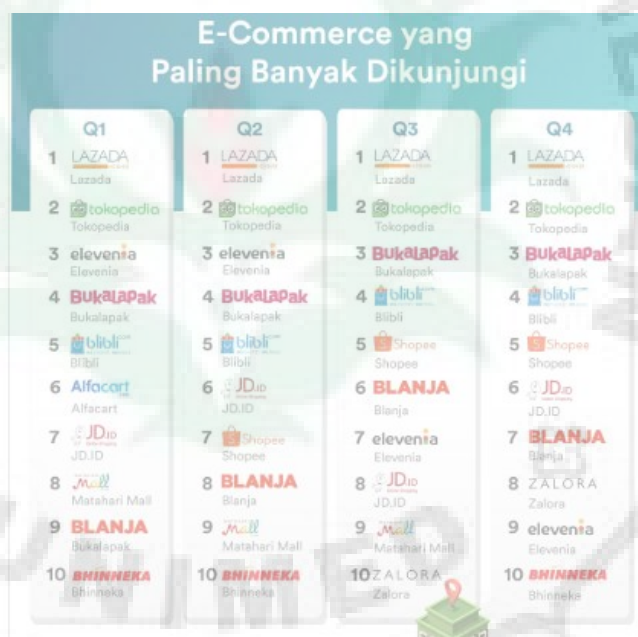 E-Commerce yang
Paling Banyak Dikunjungi
Q1
1 LAZADA
Lazada
2 tokopedia
Tokopedia
3 elevenia
Elevenia
4 BukaLapak
Bukalapak
5 blibli.com
Blibli
6 Alfacart
Alfacart
7 JD.ID
JD.ID
8 Mall
Matahari Mall
9 BLANJA
Bukalapak
10 BHINNEKA
Bhinneka
Q2
1 LAZADA
Lazada
2 tokopedia
Tokopedia
3 elevenia
Elevenia
4 BukaLapak
Bukalapak
5 blibli.com
Blibli
6 JD.ID
JD.ID
7 Shopee
Shopee
8 BLANJA
Blanja
9 Mall
Matahari Mall
10 BHINNEKA
Bhinneka
Q3
1 LAZADA
Lazada
2 tokopedia
Tokopedia
3 BukaLapak
Bukalapak
4 blibli.com
Blibli
5 Shopee
Shopee
6 BLANJA
Blanja
7 elevenia
Elevenia
8 JD.ID
JD.ID
9 Mall
Matahari Mall
10 ZALORA
Zalora
Q4
1 LAZADA
Lazada
2 tokopedia
Tokopedia
3 BukaLapak
Bukalapak
4 blibli.com
Blibli
5 Shopee
Shopee
6 JD.ID
JD.ID
7 BLANJA
Blanja
8 ZALORA
Zalora
9 elevenia
Elevenia
10 BHINNEKA
Bhinneka
UNIMED